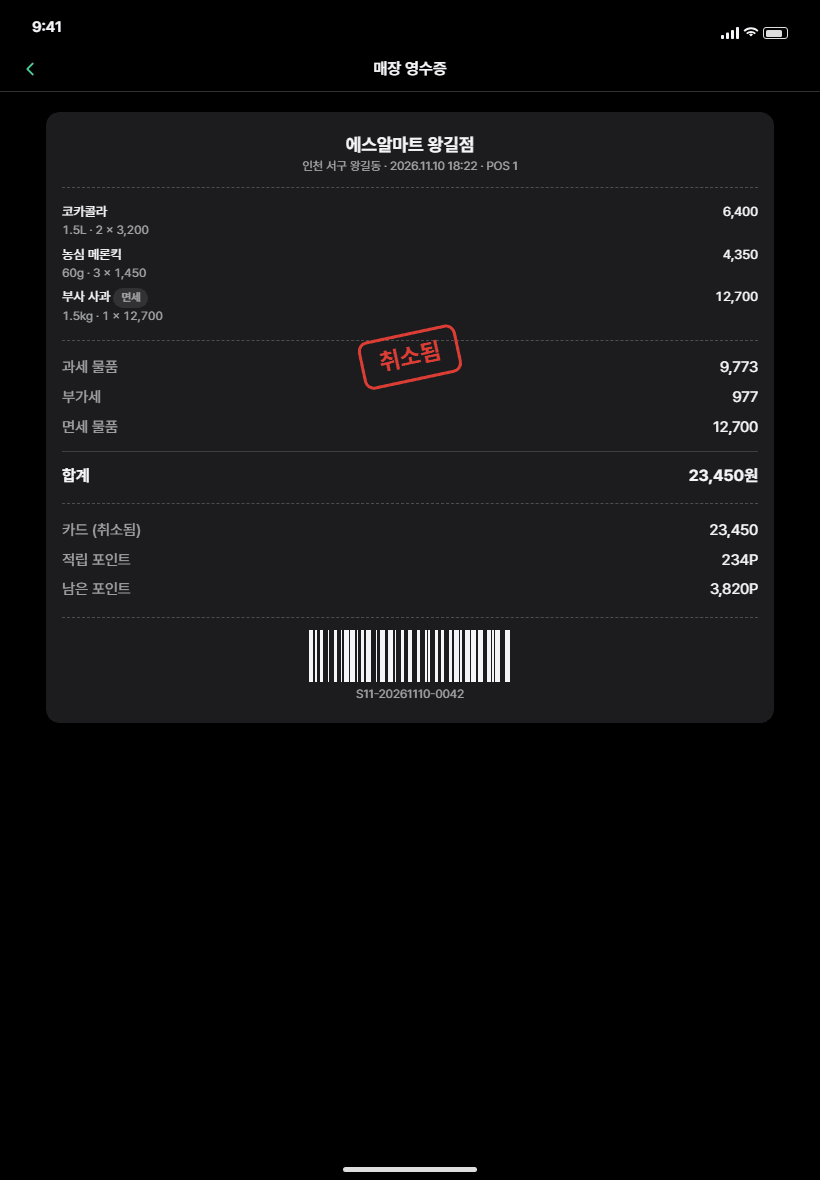 9:41
매장 영수증
에스알마트 왕길점
인천 서구 왕길동 · 2026.11.10 18:22 · POS 1
코카콜라 6,400
1.5L · 2 × 3,200
농심 메론킥 4,350
60g · 3 × 1,450
부사 사과 면세 12,700
1.5kg · 1 × 12,700
취소됨
과세 물품 9,773
부가세 977
면세 물품 12,700
합계 23,450원
카드 (취소됨) 23,450
적립 포인트 234P
남은 포인트 3,820P
S11-20261110-0042